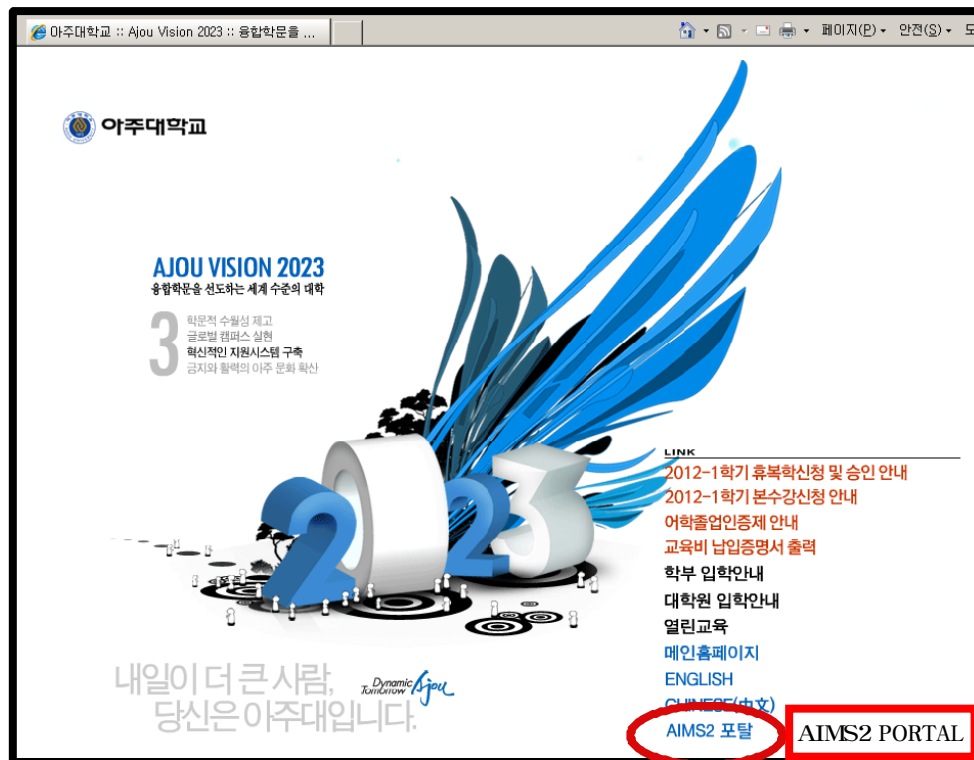 아주대학교 :: Ajou Vision 2023 :: 융합학문을 ...
페이지(P) 안전(S) 도
아주대학교
AJOU VISION 2023
융합학문을 선도하는 세계 수준의 대학
3
학문적 수월성 제고
글로벌 캠퍼스 실현
혁신적인 지원시스템 구축
긍지와 활력의 아주 문화 확산
2023
LINK
2012-1학기 휴복학신청 및 승인 안내
2012-1학기 본수강신청 안내
어학졸업인증제 안내
교육비 납입증명서 출력
학부 입학안내
대학원 입학안내
열린교육
메인홈페이지
ENGLISH
CHINESE(中文)
AIMS2 포탈
AIMS2 PORTAL
내일이 더 큰 사람,
당신은 아주대입니다.
Dynamic
Tomorrow Ajou